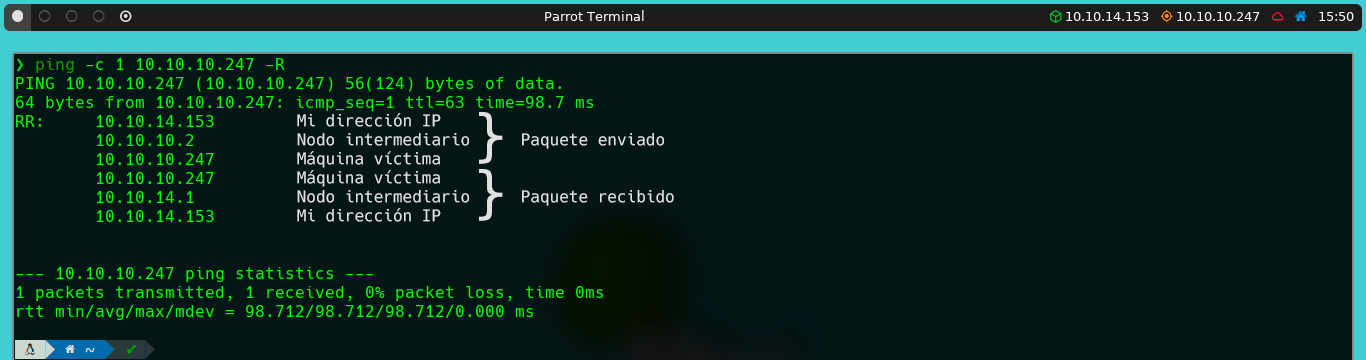 Parrot Terminal 10.10.14.153 10.10.10.247 15:50
❯ ping -c 1 10.10.10.247 -R
PING 10.10.10.247 (10.10.10.247) 56(124) bytes of data.
64 bytes from 10.10.10.247: icmp_seq=1 ttl=63 time=98.7 ms
RR: 10.10.14.153 Mi dirección IP
10.10.10.2 Nodo intermediario } Paquete enviado
10.10.10.247 Máquina víctima
10.10.10.247 Máquina víctima
10.10.14.1 Nodo intermediario } Paquete recibido
10.10.14.153 Mi dirección IP
--- 10.10.10.247 ping statistics ---
1 packets transmitted, 1 received, 0% packet loss, time 0ms
rtt min/avg/max/mdev = 98.712/98.712/98.712/0.000 ms
~ ✔